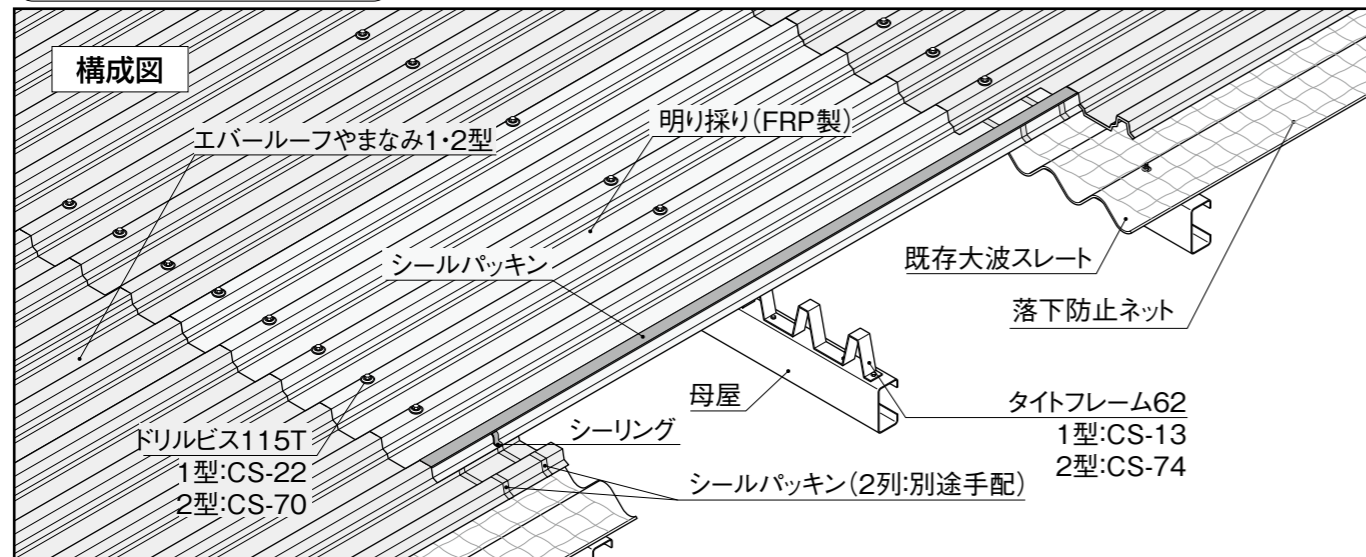 構成図
エバールーフやまなみ1・2型
明り採り(FRP製)
シールパッキン
既存大波スレート
落下防止ネット
母屋
タイトフレーム62
1型:CS-13
2型:CS-74
ドリルビス115T
1型:CS-22
2型:CS-70
シーリング
シールパッキン(2列:別途手配)